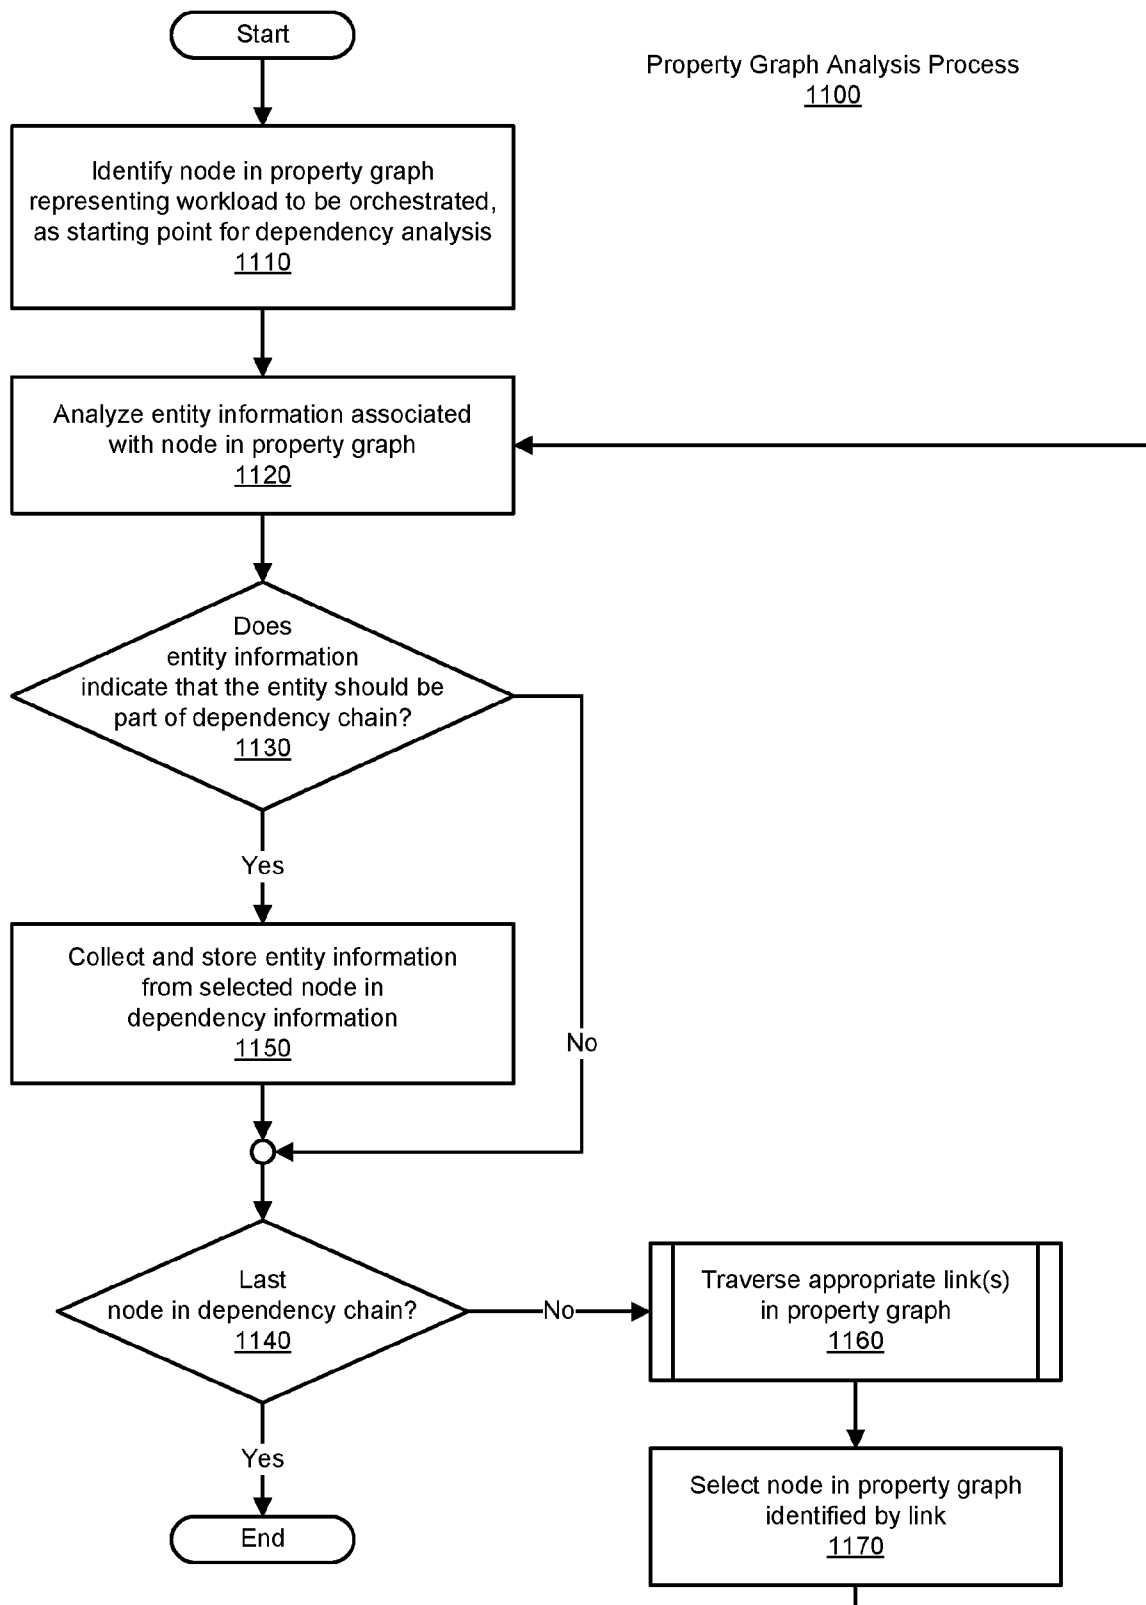 Start
Property Graph Analysis Process
1100
Identify node in property graph
representing workload to be orchestrated,
as starting point for dependency analysis
1110
Analyze entity information associated
with node in property graph
1120
Does
entity information
indicate that the entity should be
part of dependency chain?
1130
Yes
Collect and store entity information
from selected node in
dependency information
1150
No
Last
node in dependency chain?
1140
No
Traverse appropriate link(s)
in property graph
1160
Yes
Select node in property graph
identified by link
1170
End